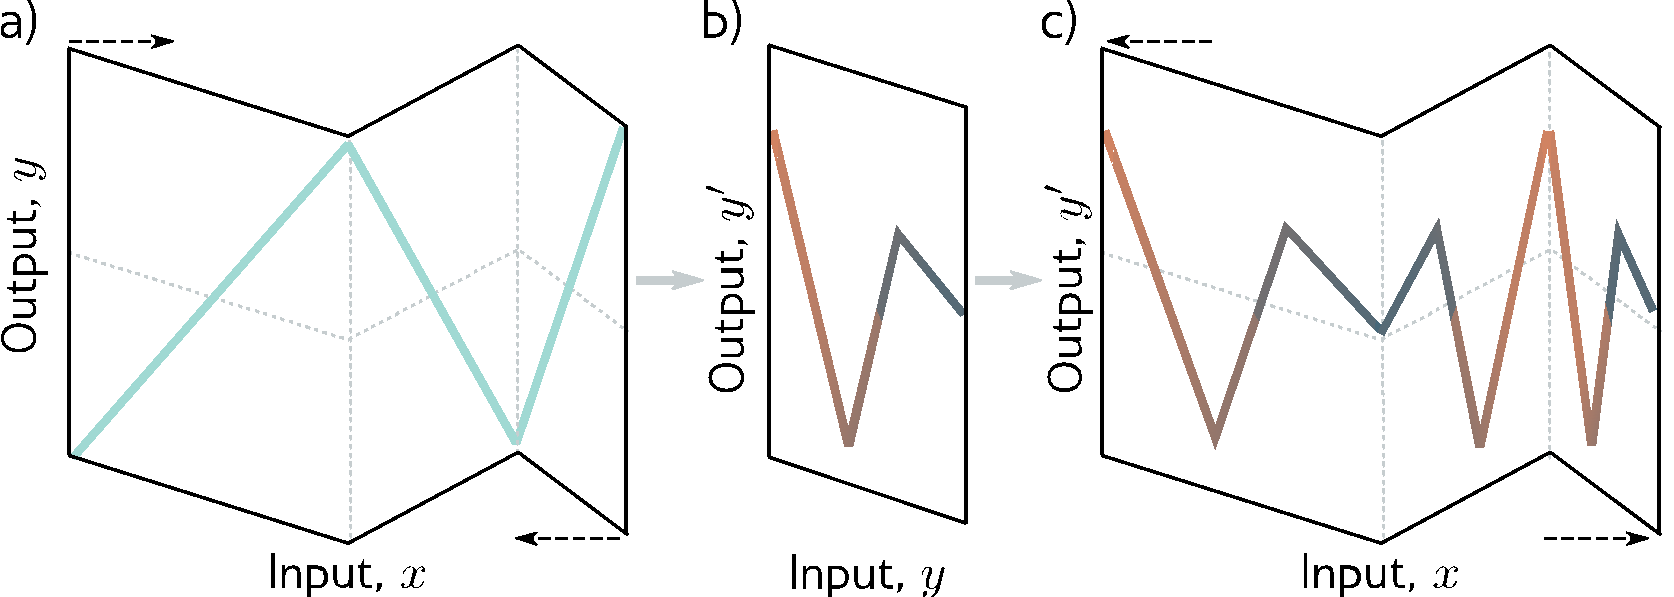 a)
Output, y
Input, x
b)
Output, y′
Input, y
c)
Output, y′
Input, x